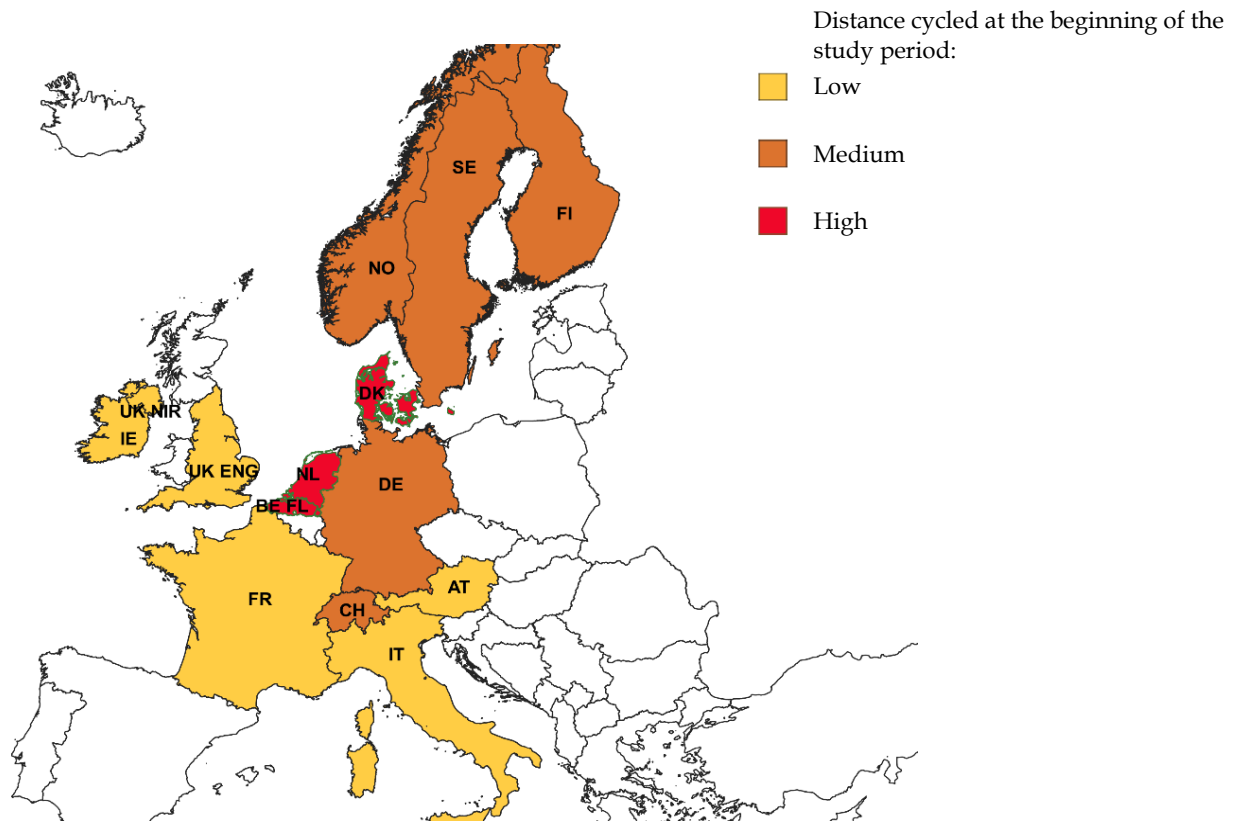 Distance cycled at the beginning of the
study period:
Low
Medium
High
SE
FI
NO
DK
UK NIR
IE
UK ENG
NL
DE
BE FL
AT
FR
CH
IT